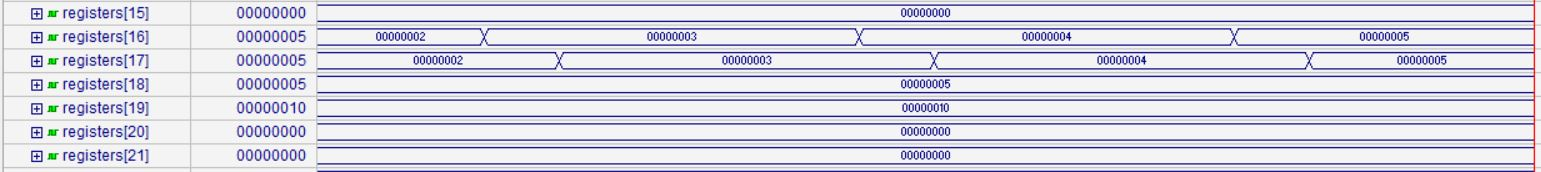 registers[15] 00000000 00000000
registers[16] 00000005 00000002 00000003 00000004 00000005
registers[17] 00000005 00000002 00000003 00000004 00000005
registers[18] 00000005 00000005
registers[19] 00000010 00000010
registers[20] 00000000 00000000
registers[21] 00000000 00000000